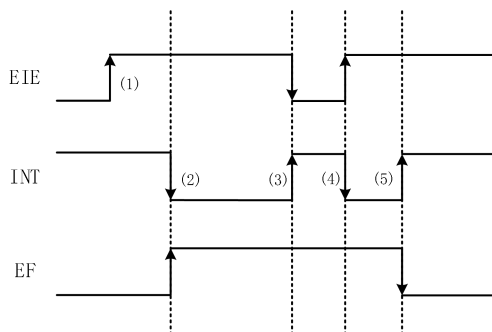 EIE
(1)
INT
(2)
(3)
(4)
(5)
EF